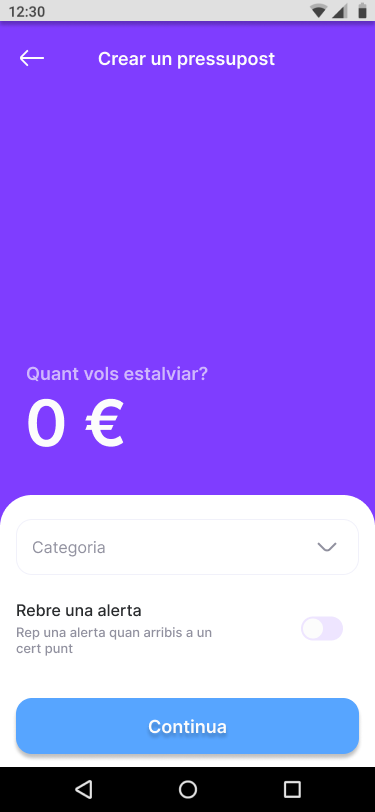 12:30
Crear un pressupost
Quant vols estalviar?
0 €
Categoria
Rebre una alerta
Rep una alerta quan arribis a un
cert punt
Continua